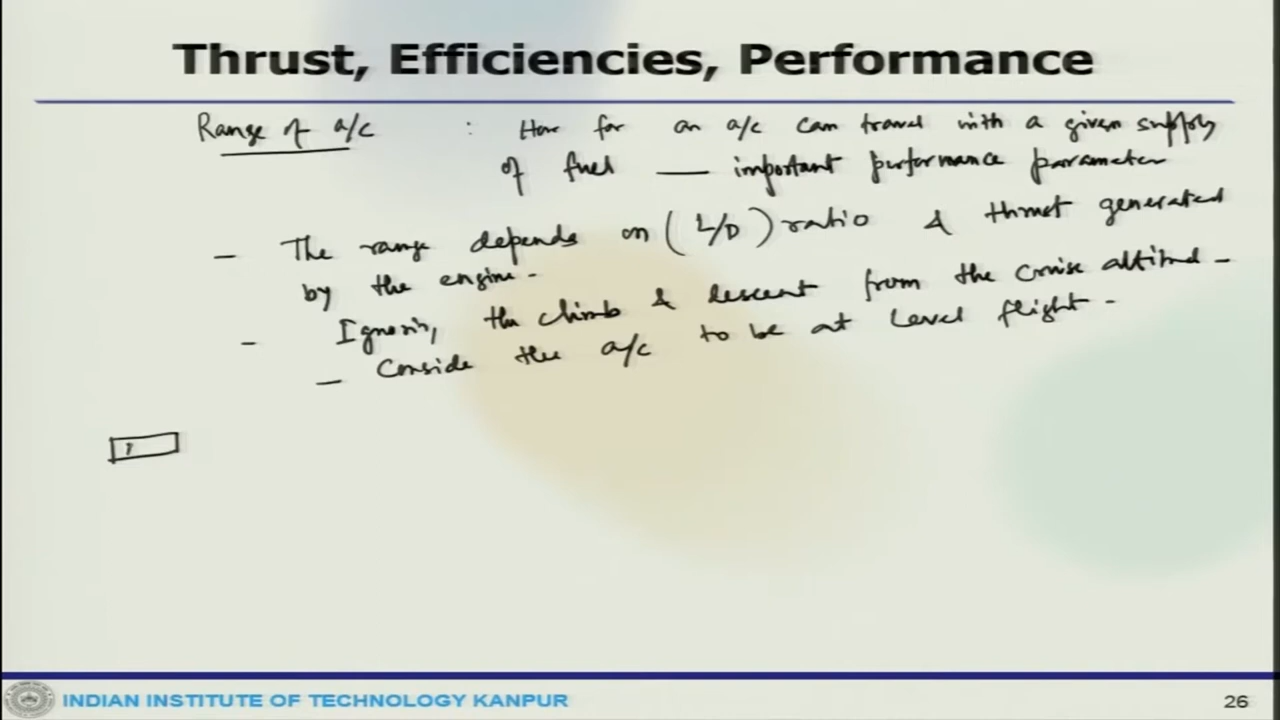 Thrust, Efficiencies, Performance
Range of a/c : How far an a/c can travel with a given supply
of fuel — important performance parameter
— The range depends on (L/D) ratio & thrust generated
by the engine.
— Ignoring the climb & descent from the cruise altitud -
— Conside the a/c to be at level flight.
INDIAN INSTITUTE OF TECHNOLOGY KANPUR
26